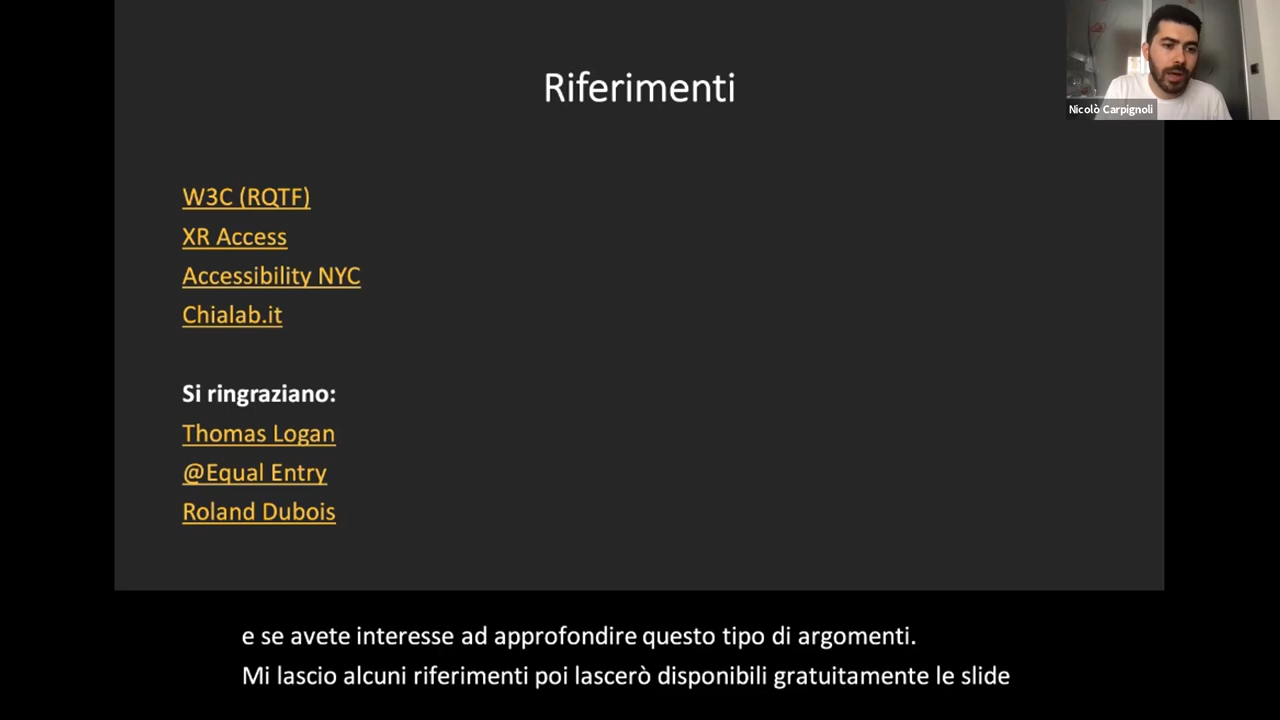 Riferimenti
Nicolò Carpignoli
W3C (RQTF)
XR Access
Accessibility NYC
Chialab.it
Si ringraziano:
Thomas Logan
@Equal Entry
Roland Dubois
e se avete interesse ad approfondire questo tipo di argomenti.
Mi lascio alcuni riferimenti poi lascerò disponibili gratuitamente le slide